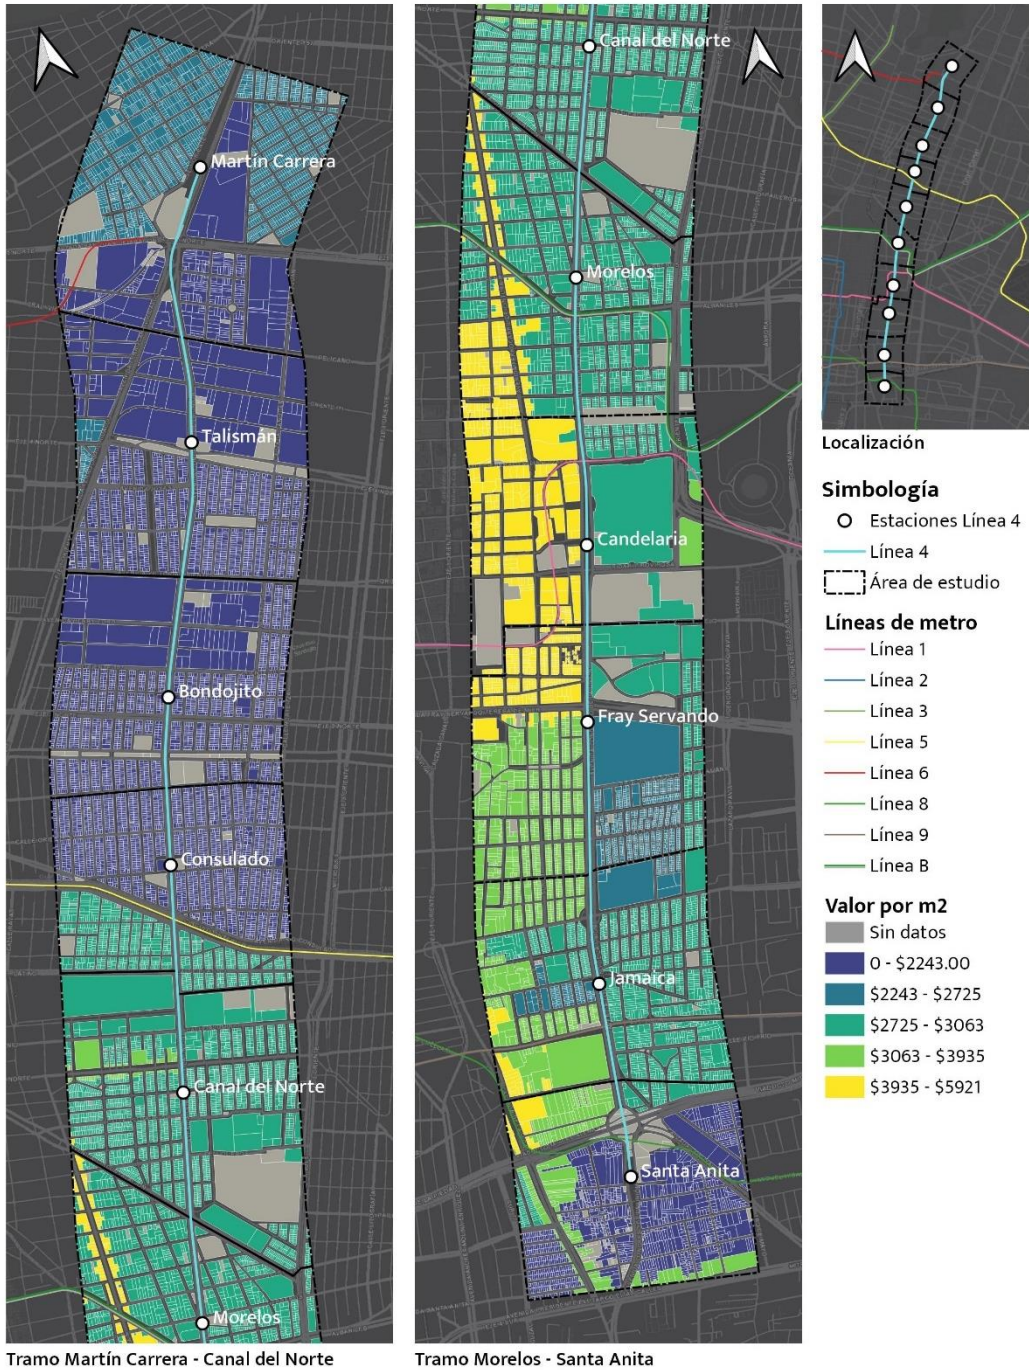 Martín Carrera
Talismán
Bondojito
Consulado
Canal del Norte
Morelos
Tramo Martín Carrera - Canal del Norte
Canal del Norte
Morelos
Candelaria
Fray Servando
Jamaica
Santa Anita
Tramo Morelos - Santa Anita
Localización
Simbología
Estaciones Línea 4
Línea 4
Área de estudio
Líneas de metro
Línea 1
Línea 2
Línea 3
Línea 5
Línea 6
Línea 8
Línea 9
Línea B
Valor por m2
Sin datos
0 - $2243.00
$2243 - $2725
$2725 - $3063
$3063 - $3935
$3935 - $5921